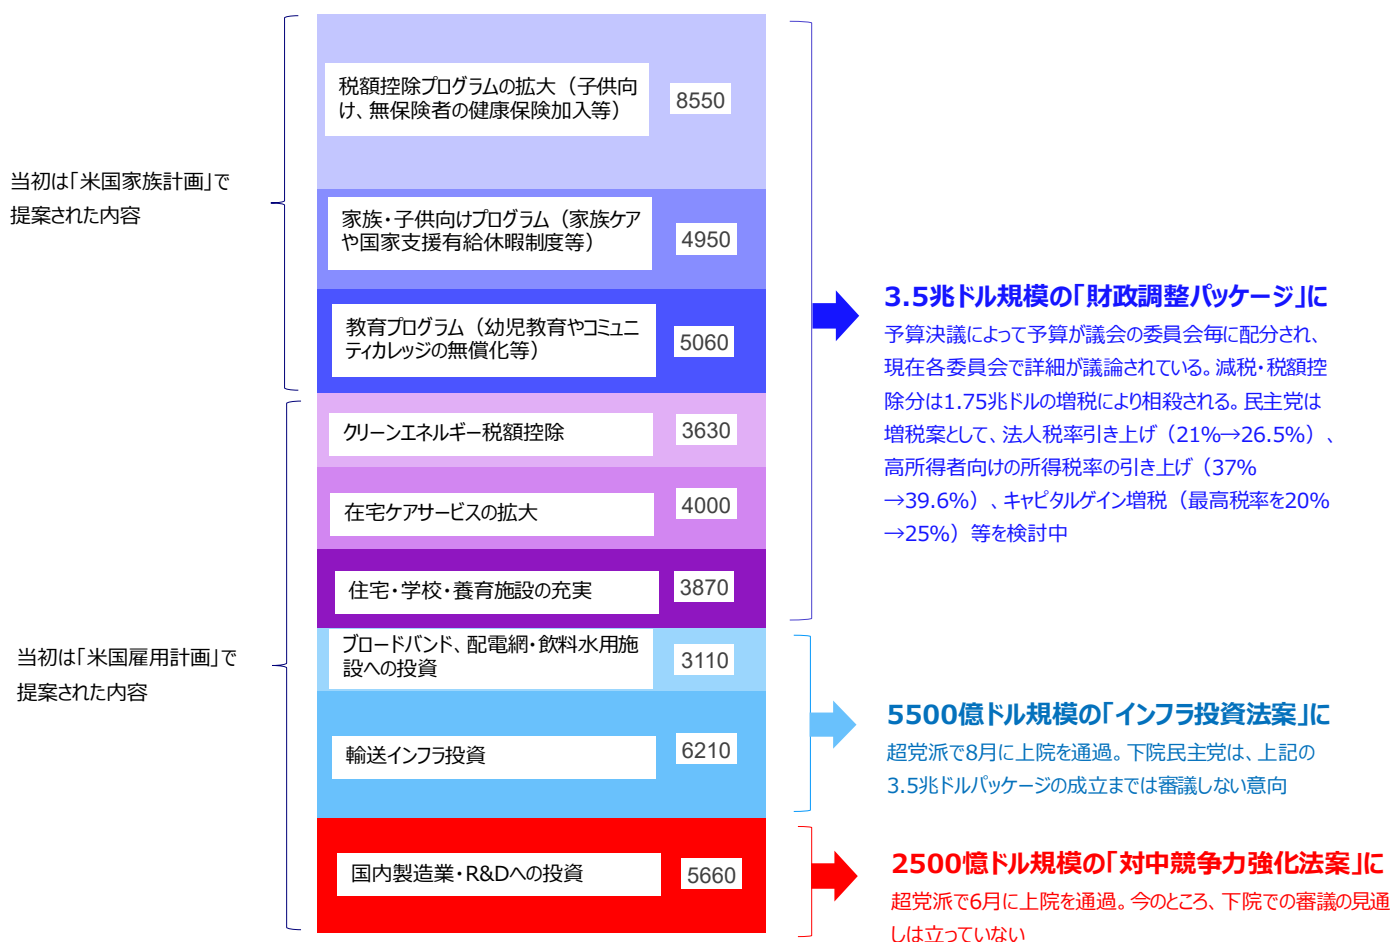 当初は「米国家族計画」で
提案された内容
当初は「米国雇用計画」で
提案された内容
税額控除プログラムの拡大（子供向
け、無保険者の健康保険加入等）
8550
家族・子供向けプログラム（家族ケア
や国家支援有給休暇制度等）
4950
教育プログラム（幼児教育やコミュニ
ティカレッジの無償化等）
5060
クリーンエネルギー税額控除
3630
在宅ケアサービスの拡大
4000
住宅・学校・養育施設の充実
3870
ブロードバンド、配電網・飲料水用施
設への投資
3110
輸送インフラ投資
6210
国内製造業・R&Dへの投資
5660
3.5兆ドル規模の「財政調整パッケージ」に
予算決議によって予算が議会の委員会毎に配分され、
現在各委員会で詳細が議論されている。減税・税額控
除分は1.75兆ドルの増税により相殺される。民主党は
増税案として、法人税率引き上げ（21%→26.5%）、
高所得者向けの所得税率の引き上げ（37%
→39.6%）、キャピタルゲイン増税（最高税率を20%
→25%）等を検討中
5500億ドル規模の「インフラ投資法案」に
超党派で8月に上院を通過。下院民主党は、上記の
3.5兆ドルパッケージの成立までは審議しない意向
2500憶ドル規模の「対中競争力強化法案」に
超党派で6月に上院を通過。今のところ、下院での審議の見通
しは立っていない